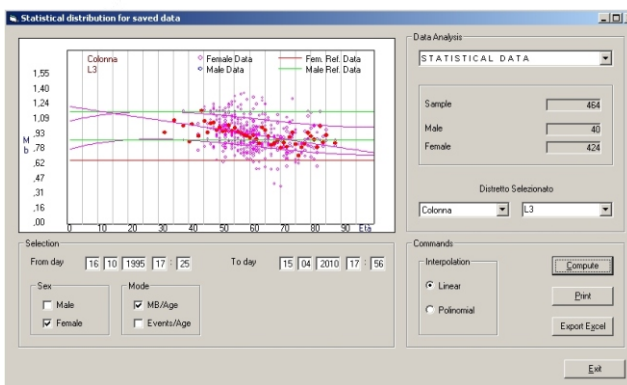 Statistical distribution for saved data
Colonna
L3
Female Data
Male Data
Fem. Ref. Data
Male Ref. Data
1,55
1,40
1,24
1,09
,93
,78
,62
,47
,31
,16
,00
M
b
0 10 20 30 40 50 60 70 80 90 Età
Data Analysis
STATISTICAL DATA
Sample 464
Male 40
Female 424
Distretto Selezionato
Colonna L3
Selection
From day 16 10 1995 17 : 25 To day 15 04 2010 17 : 56
Sex
Male
Female
Mode
MB/Age
Events/Age
Commands
Interpolation
Linear
Polinomial
Compute
Print
Export Excel
Exit